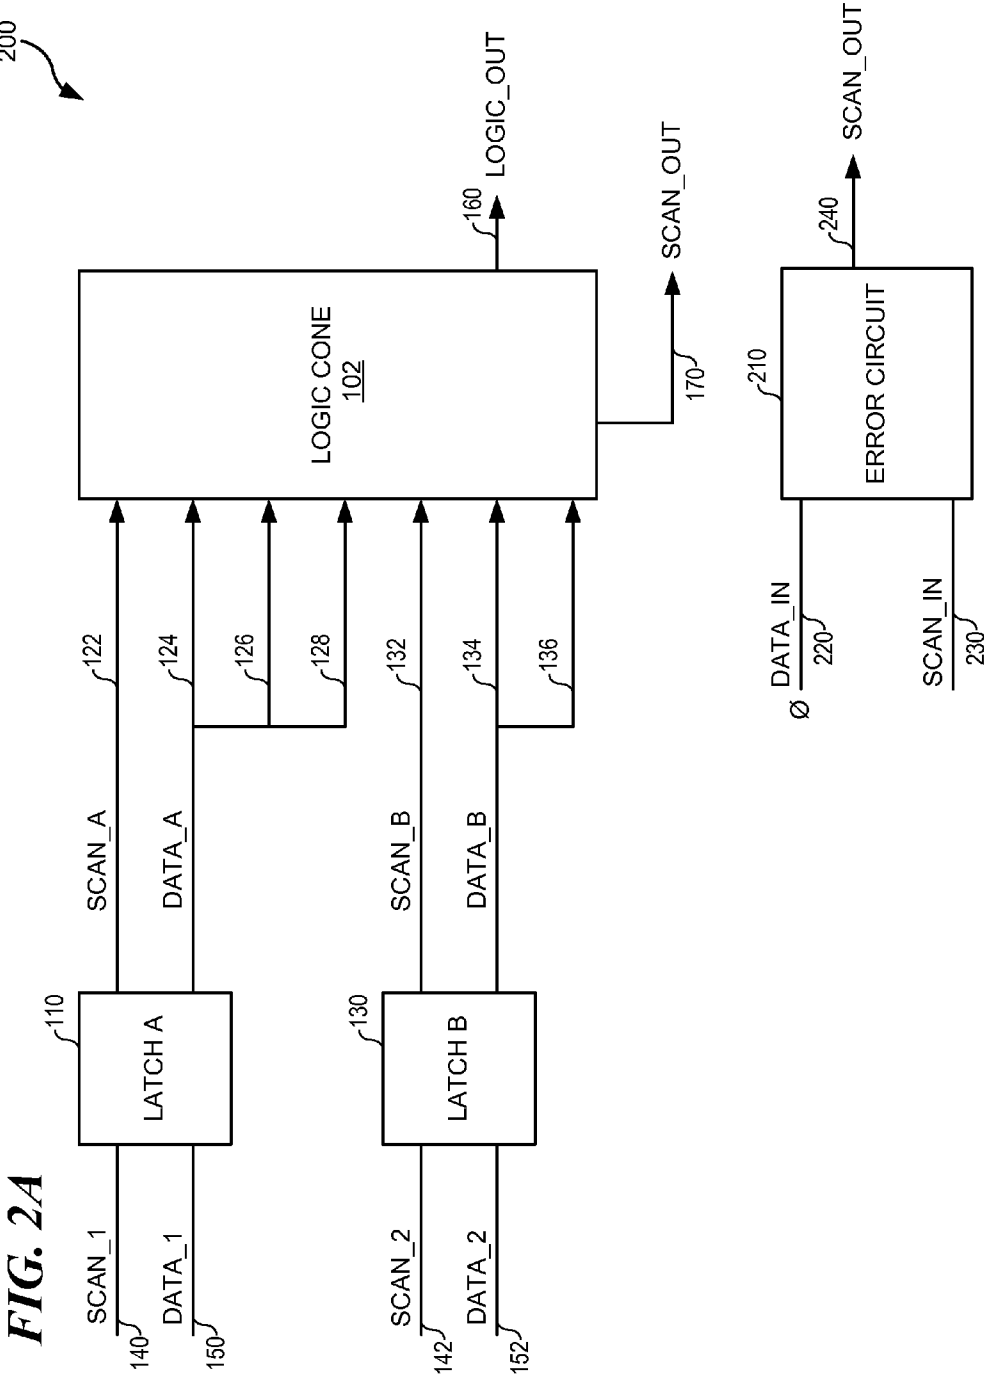 FIG. 2A
200
SCAN_1
140
DATA_1
150
110
LATCH A
SCAN_A
122
DATA_A
124
126
128
SCAN_2
142
DATA_2
152
130
LATCH B
SCAN_B
132
DATA_B
134
136
LOGIC CONE
102
160
LOGIC_OUT
170
SCAN_OUT
Ø
DATA_IN
220
SCAN_IN
230
210
ERROR CIRCUIT
240
SCAN_OUT